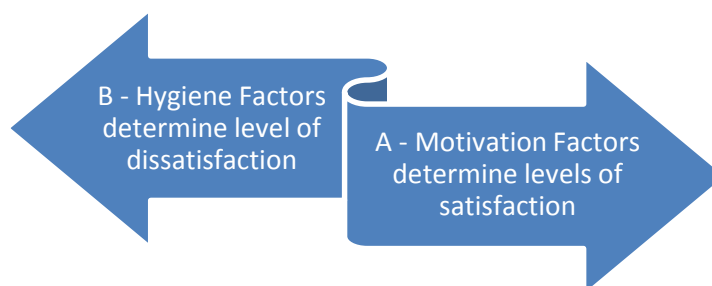 B - Hygiene Factors
determine level of
dissatisfaction
A - Motivation Factors
determine levels of
satisfaction